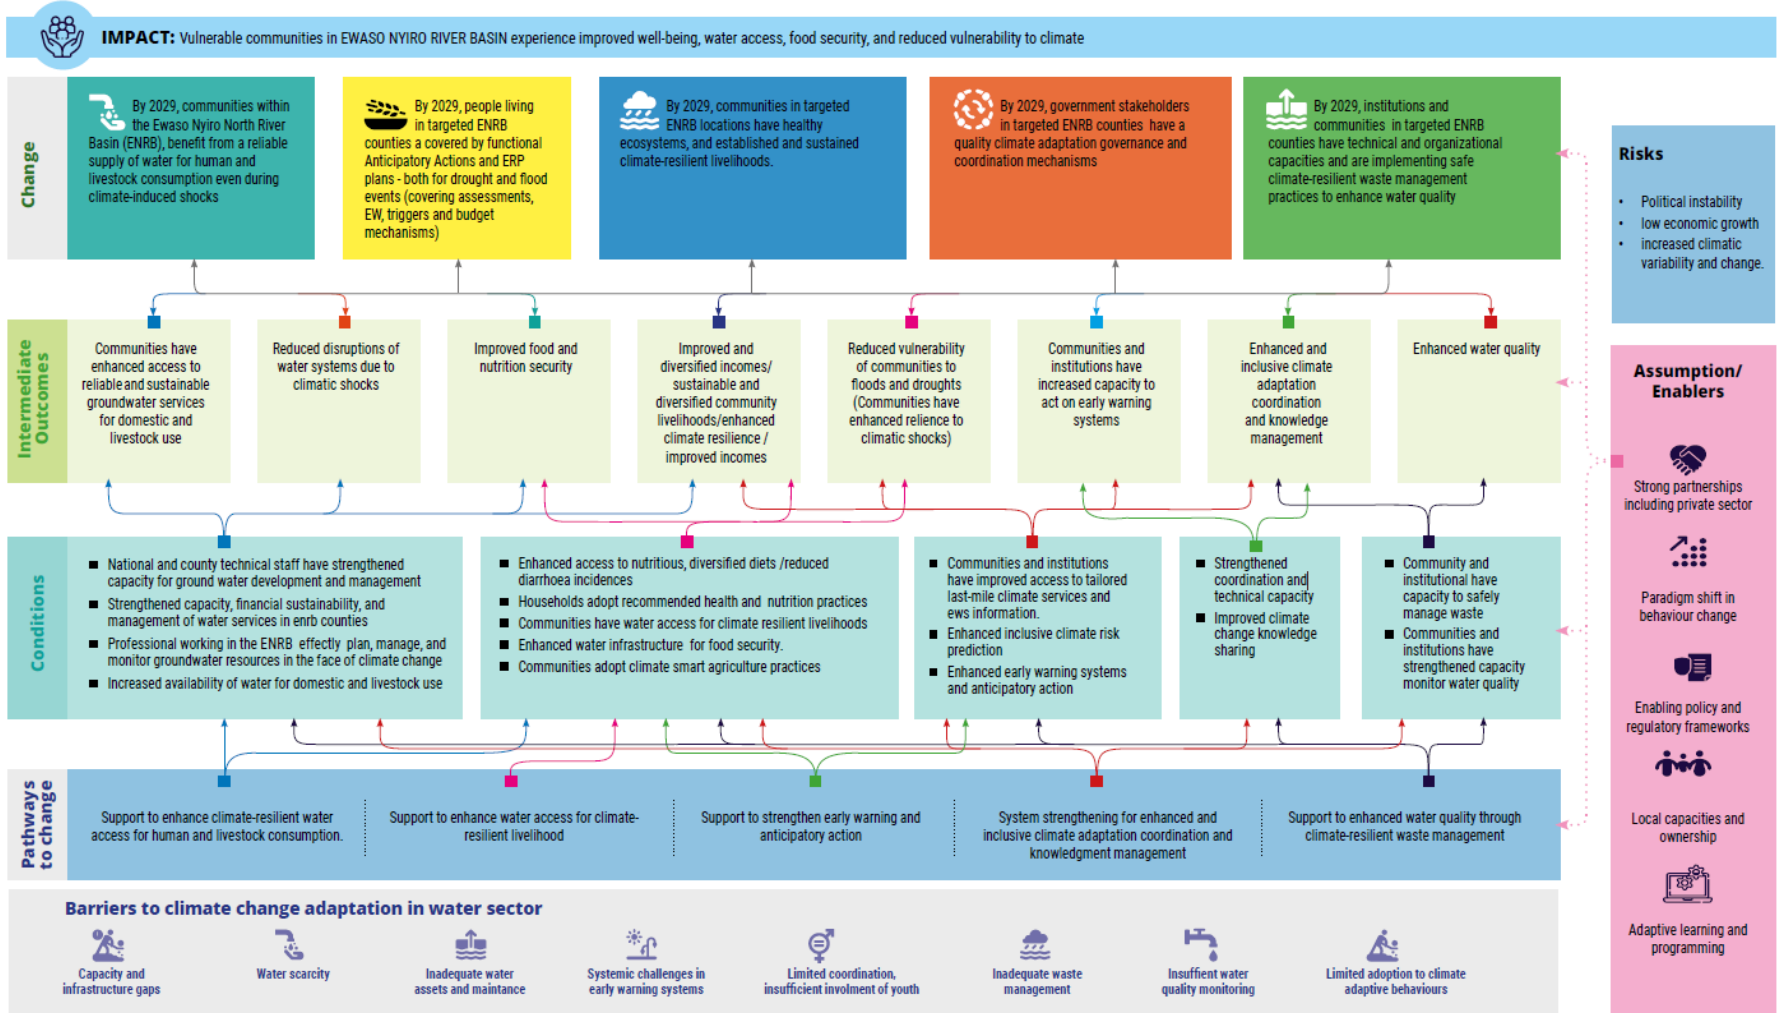 IMPACT: Vulnerable communities in EWASO NYIRO RIVER BASIN experience improved well-being, water access, food security, and reduced vulnerability to climate
Change
By 2029, communities within
the Ewaso Nyiro North River
Basin (ENRB), benefit from a reliable
supply of water for human and
livestock consumption even during
climate-induced shocks
By 2029, people living
in targeted ENRB
counties a covered by functional
Anticipatory Actions and ERP
plans - both for drought and flood
events (covering assessments,
EW, triggers and budget
mechanisms)
By 2029, communities in targeted
ENRB locations have healthy
ecosystems, and established and sustained
climate-resilient livelihoods.
By 2029, government stakeholders
in targeted ENRB counties have a
quality climate adaptation governance and
coordination mechanisms
By 2029, institutions and
communities in targeted ENRB
counties have technical and organizational
capacities and are implementing safe
climate-resilient waste management
practices to enhance water quality
Risks
• Political instability
• low economic growth
• increased climatic
variability and change.
Intermediate
Outcomes
Communities have
enhanced access to
reliable and sustainable
groundwater services
for domestic and
livestock use
Reduced disruptions of
water systems due to
climatic shocks
Improved food and
nutrition security
Improved and
diversified incomes/
sustainable and
diversified community
livelihoods/enhanced
climate resilience /
improved incomes
Reduced vulnerability
of communities to
floods and droughts
(Communities have
enhanced relience to
climatic shocks)
Communities and
institutions have
increased capacity to
act on early warning
systems
Enhanced and
inclusive climate
adaptation
coordination
and knowledge
management
Enhanced water quality
Assumption/
Enablers
Strong partnerships
including private sector
Paradigm shift in
behaviour change
Enabling policy and
regulatory frameworks
Local capacities and
ownership
Adaptive learning and
programming
Conditions
■ National and county technical staff have strengthened
capacity for ground water development and management
■ Strengthened capacity, financial sustainability, and
management of water services in enrb counties
■ Professional working in the ENRB effectly plan, manage, and
monitor groundwater resources in the face of climate change
■ Increased availability of water for domestic and livestock use
■ Enhanced access to nutritious, diversified diets /reduced
diarrhoea incidences
■ Households adopt recommended health and nutrition practices
■ Communities have water access for climate resilient livelihoods
■ Enhanced water infrastructure for food security.
■ Communities adopt climate smart agriculture practices
■ Communities and institutions
have improved access to tailored
last-mile climate services and
ews information.
■ Enhanced inclusive climate risk
prediction
■ Enhanced early warning systems
and anticipatory action
■ Strengthened
coordination and
technical capacity
■ Improved climate
change knowledge
sharing
■ Community and
institutional have
capacity to safely
manage waste
■ Communities and
institutions have
strengthened capacity
monitor water quality
Pathways
to change
Support to enhance climate-resilient water
access for human and livestock consumption.
Support to enhance water access for climate-
resilient livelihood
Support to strengthen early warning and
anticipatory action
System strengthening for enhanced and
inclusive climate adaptation coordination and
knowledgment management
Support to enhanced water quality through
climate-resilient waste management
Barriers to climate change adaptation in water sector
Capacity and
infrastructure gaps
Water scarcity
Inadequate water
assets and maintance
Systemic challenges in
early warning systems
Limited coordination,
insufficient involment of youth
Inadequate waste
management
Insufficient water
quality monitoring
Limited adoption to climate
adaptive behaviours